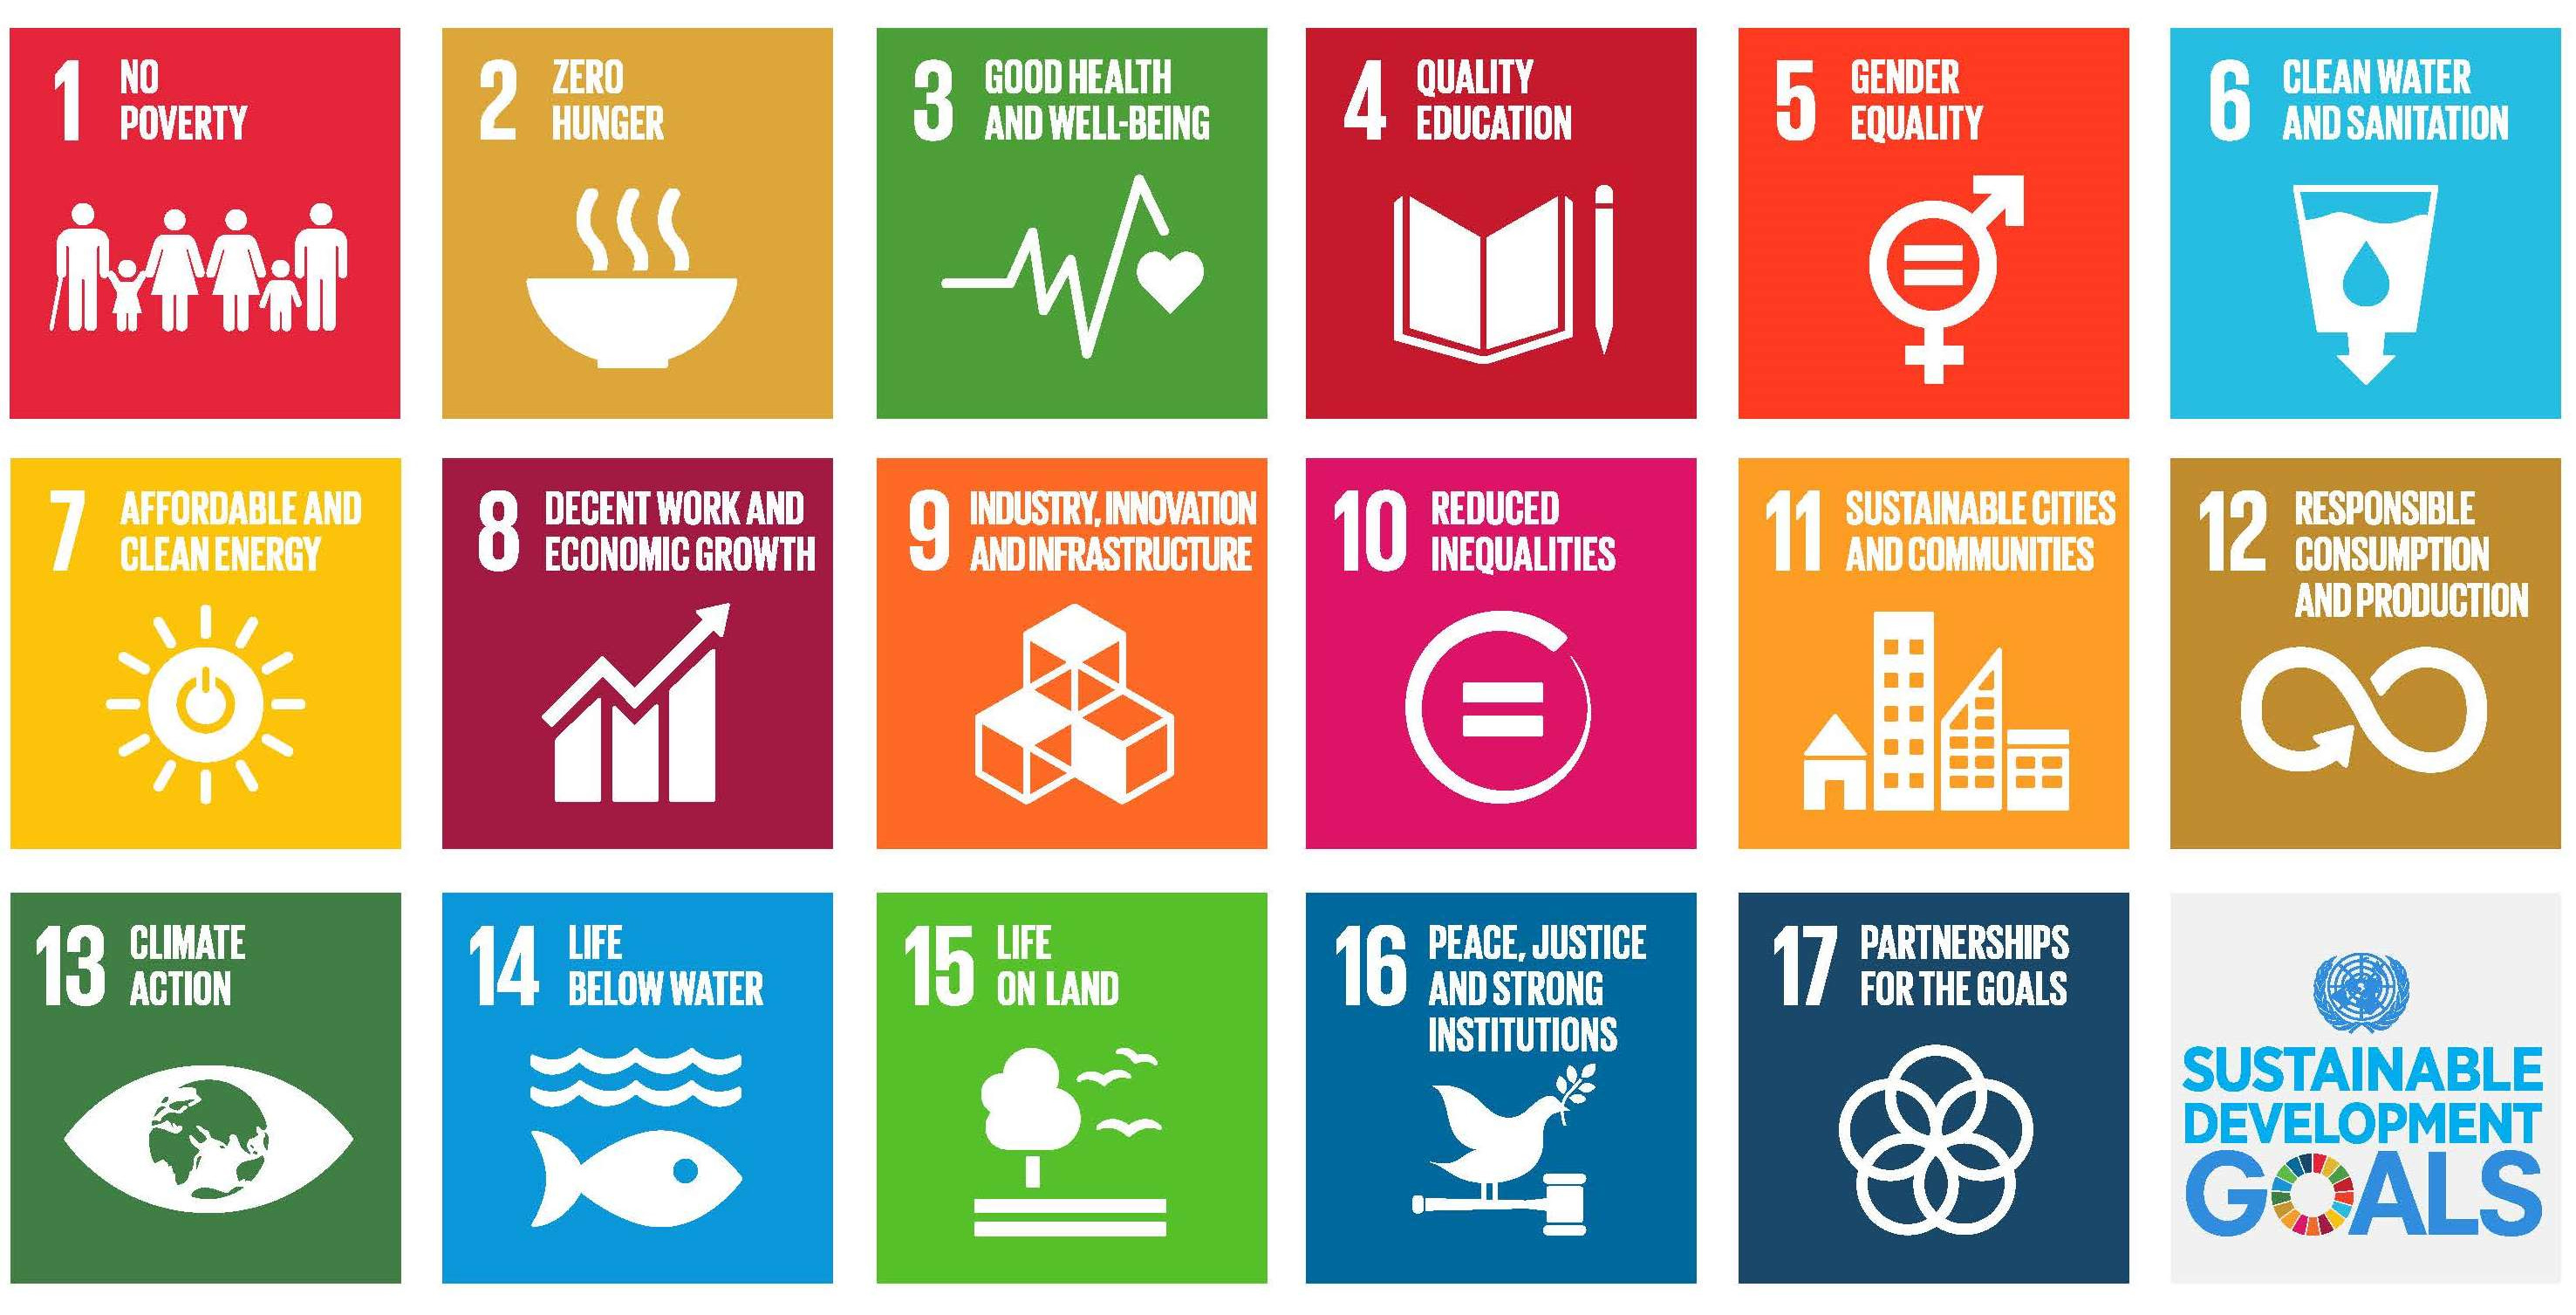 1 NO
POVERTY
2 ZERO
HUNGER
3 GOOD HEALTH
AND WELL-BEING
4 QUALITY
EDUCATION
5 GENDER
EQUALITY
6 CLEAN WATER
AND SANITATION
7 AFFORDABLE AND
CLEAN ENERGY
8 DECENT WORK AND
ECONOMIC GROWTH
9 INDUSTRY, INNOVATION
AND INFRASTRUCTURE
10 REDUCED
INEQUALITIES
11 SUSTAINABLE CITIES
AND COMMUNITIES
12 RESPONSIBLE
CONSUMPTION
AND PRODUCTION
13 CLIMATE
ACTION
14 LIFE
BELOW WATER
15 LIFE
ON LAND
16 PEACE, JUSTICE
AND STRONG
INSTITUTIONS
17 PARTNERSHIPS
FOR THE GOALS
SUSTAINABLE
DEVELOPMENT
GOALS